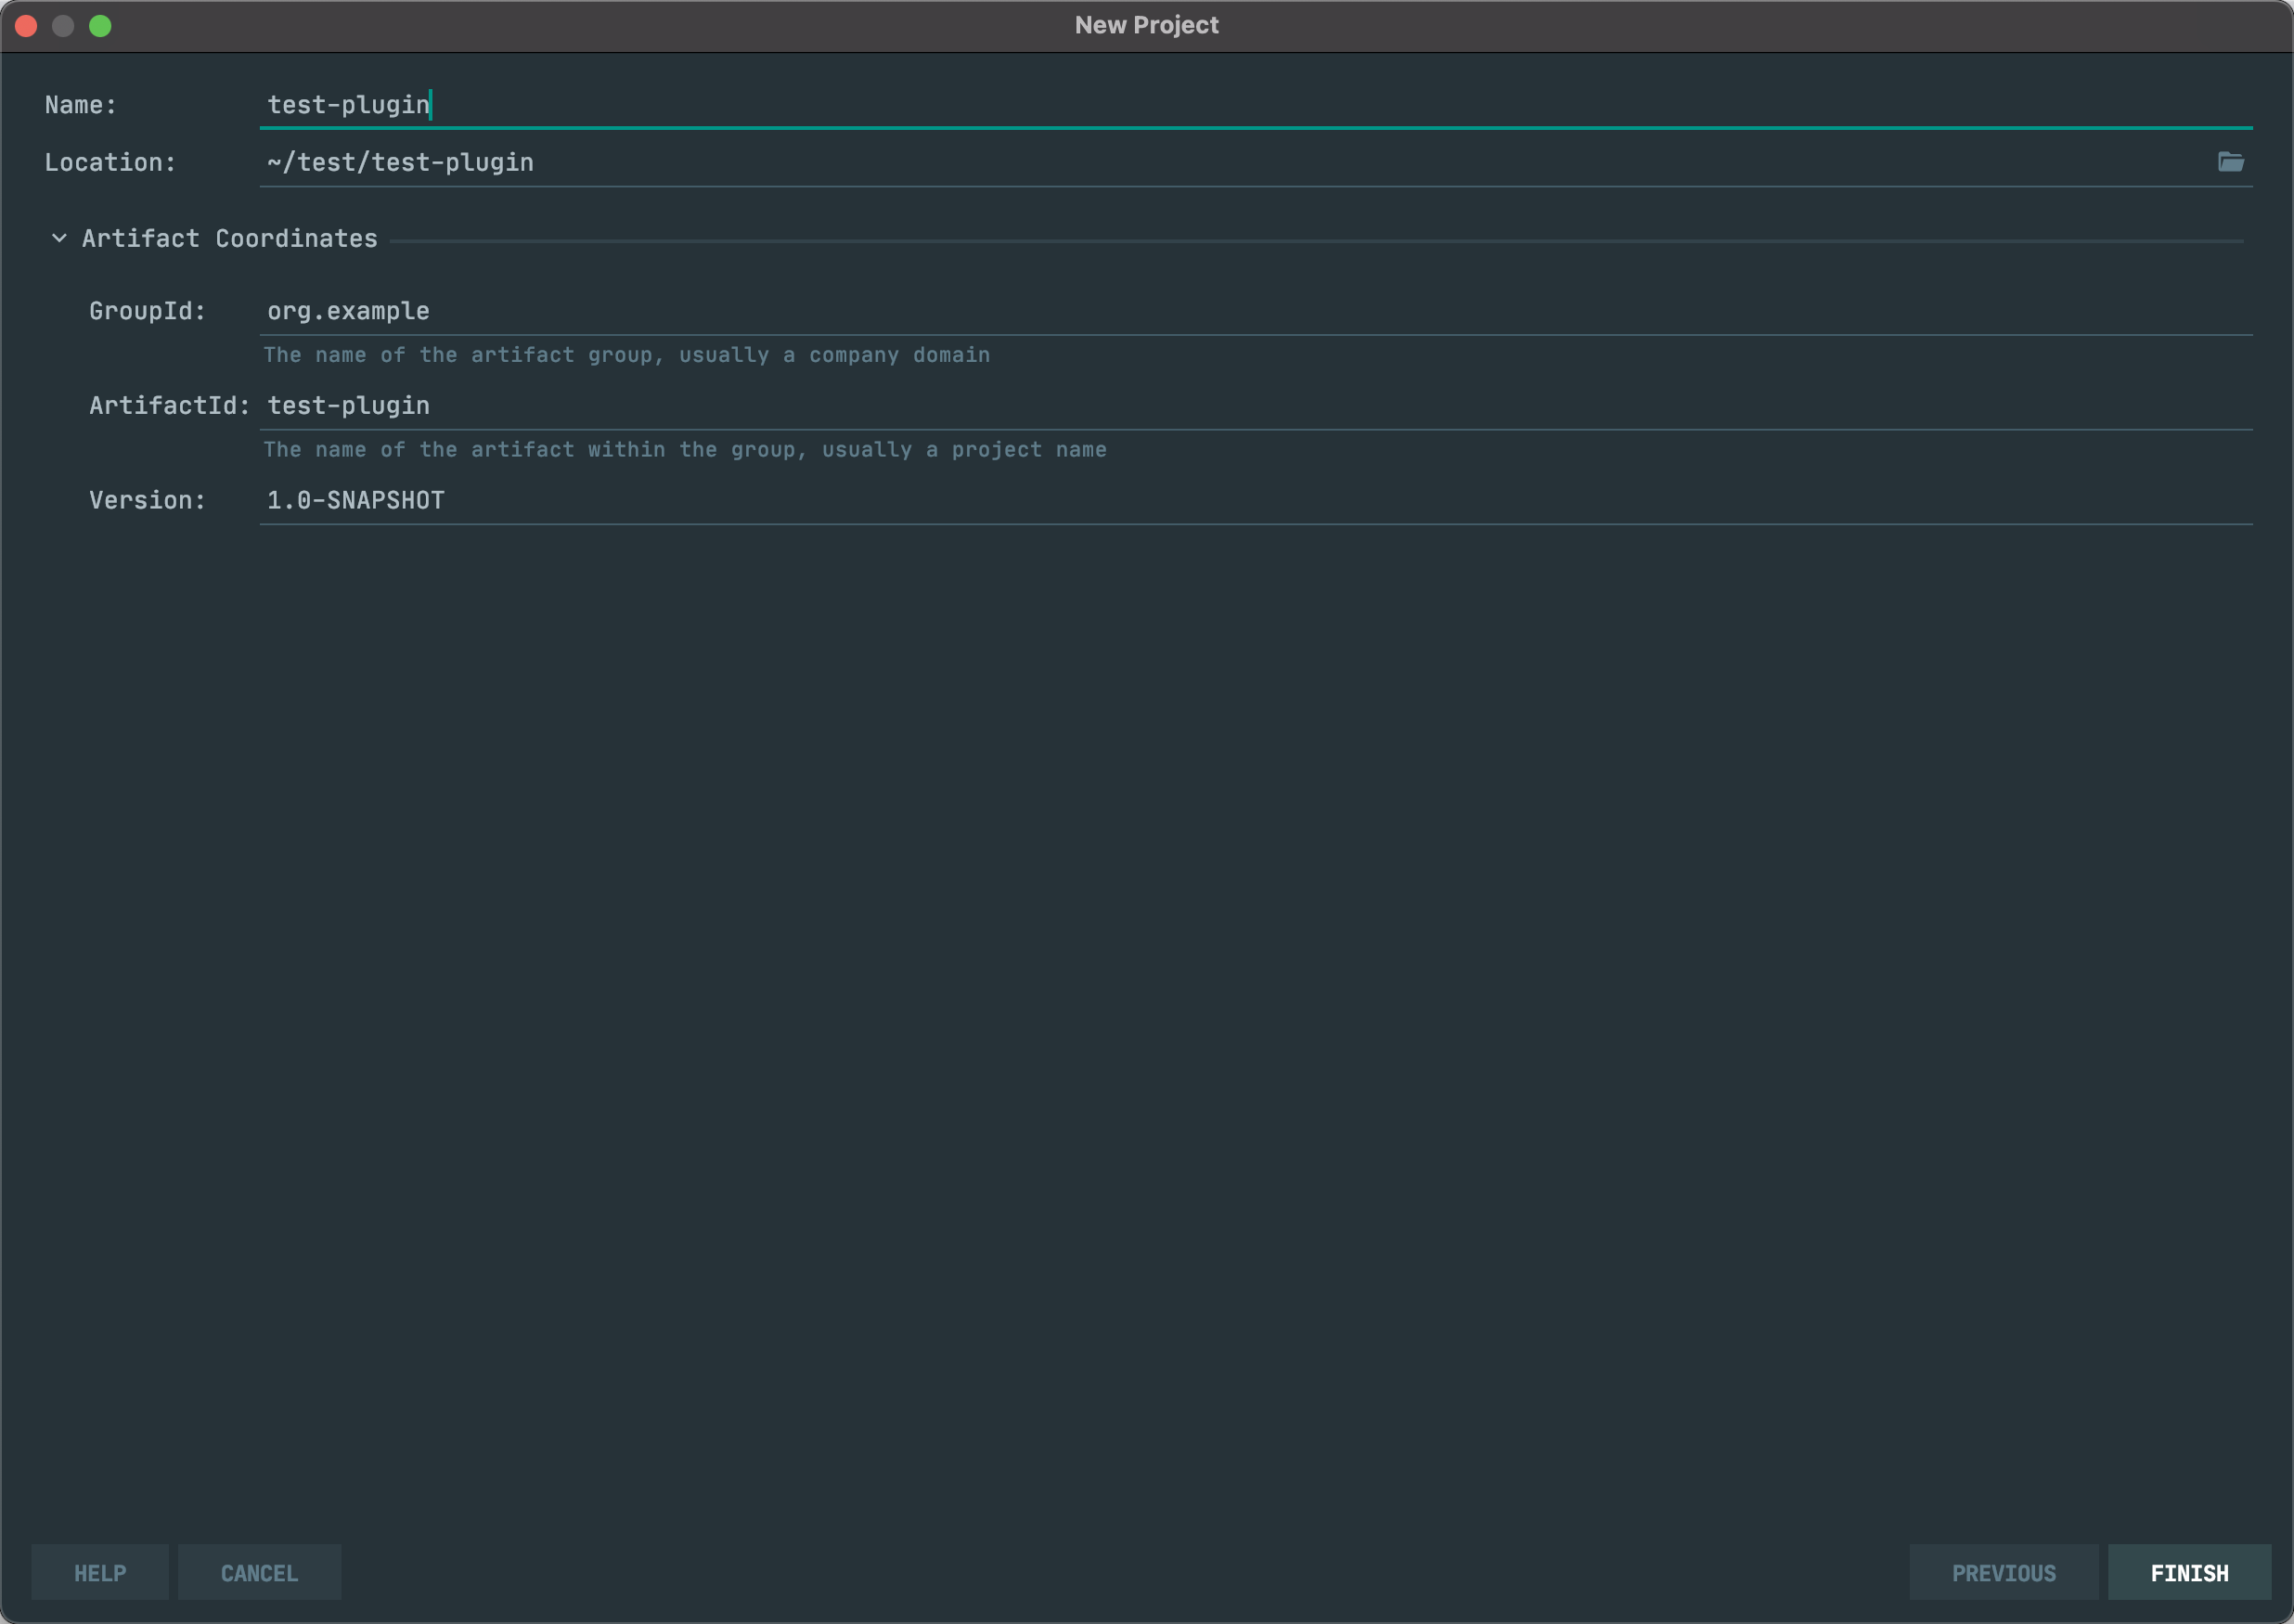 New Project
Name: test-plugin
Location: ~/test/test-plugin
Artifact Coordinates
GroupId: org.example
The name of the artifact group, usually a company domain
ArtifactId: test-plugin
The name of the artifact within the group, usually a project name
Version: 1.0-SNAPSHOT
HELP CANCEL PREVIOUS FINISH